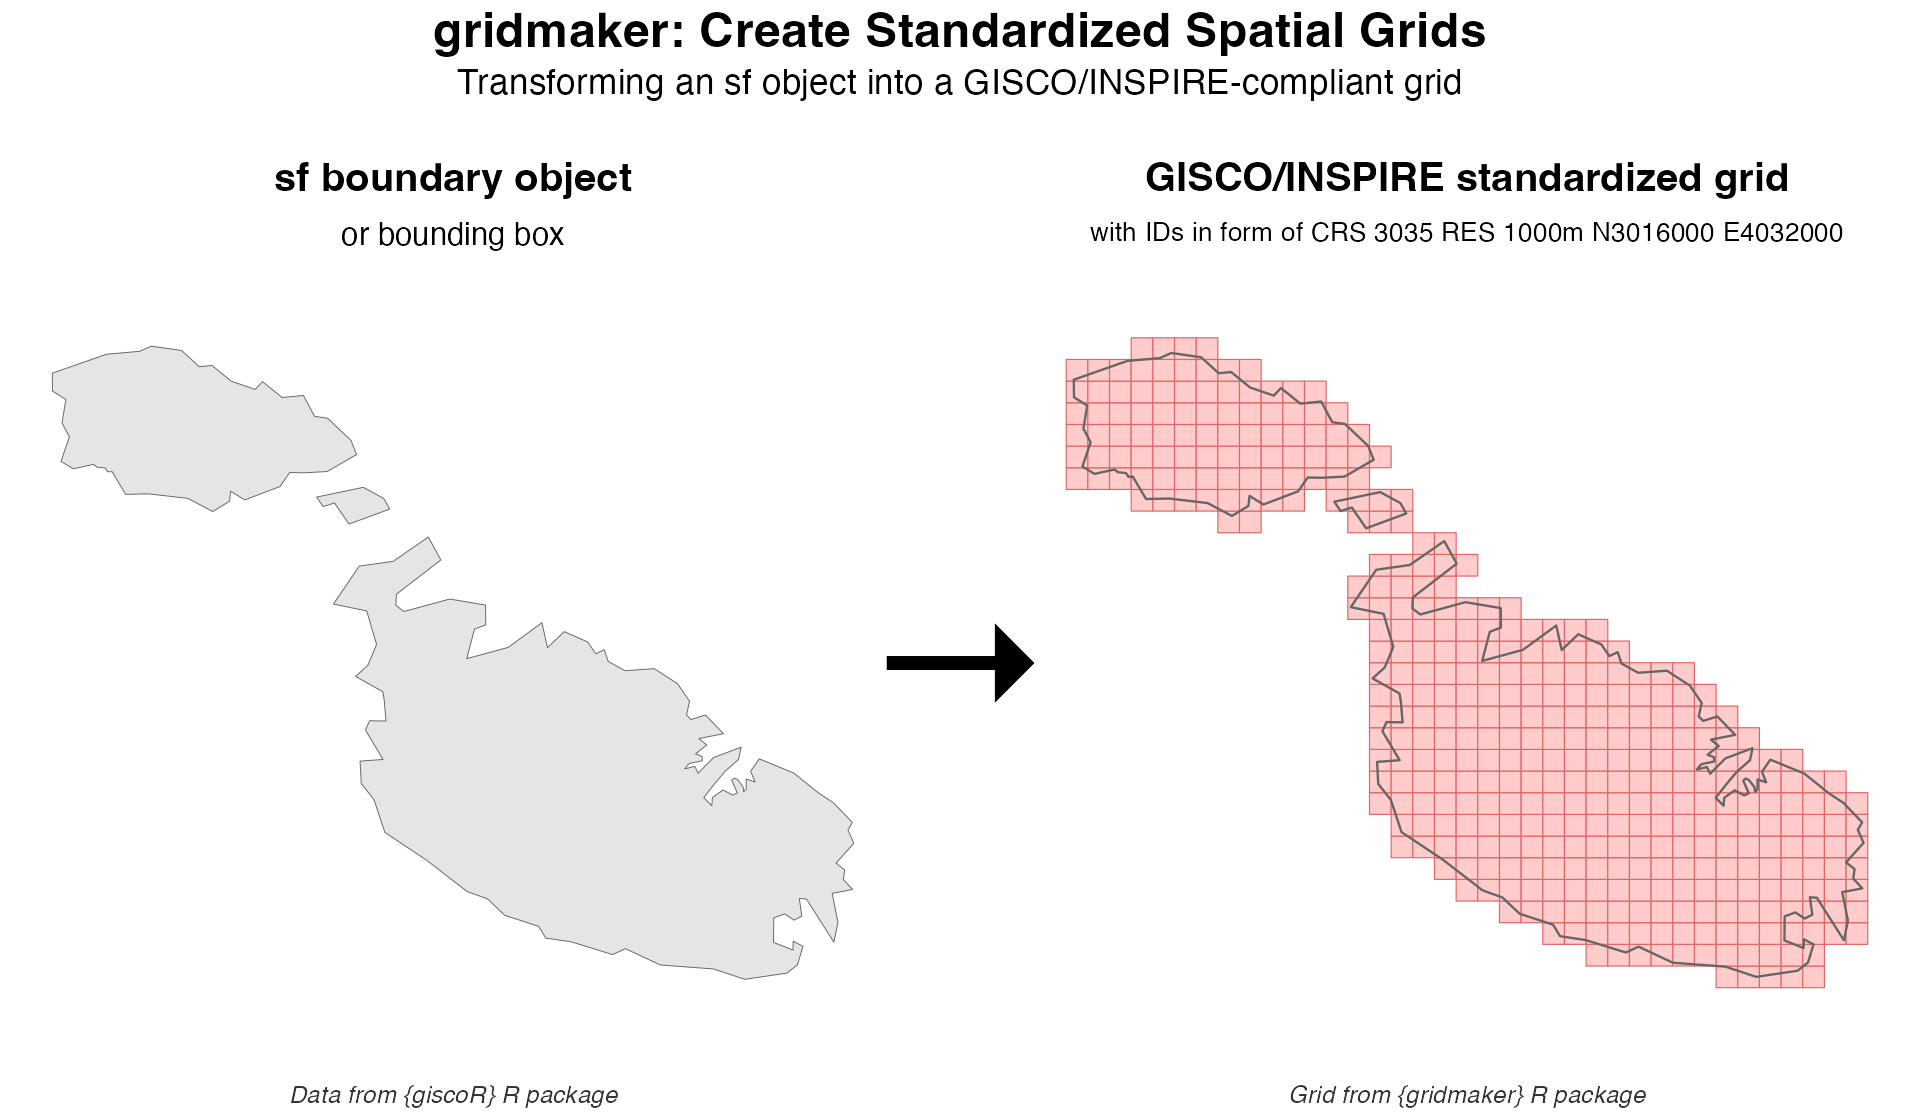 gridmaker: Create Standardized Spatial Grids
Transforming an sf object into a GISCO/INSPIRE-compliant grid
sf boundary object
or bounding box
GISCO/INSPIRE standardized grid
with IDs in form of CRS 3035 RES 1000m N3016000 E4032000
Data from {giscoR} R package
Grid from {gridmaker} R package